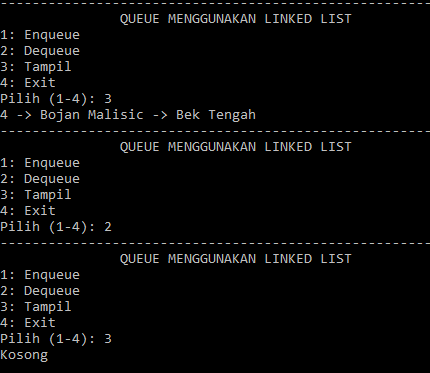 ------------------------------------------------------
QUEUE MENGGUNAKAN LINKED LIST
1: Enqueue
2: Dequeue
3: Tampil
4: Exit
Pilih (1-4): 3
4 -> Bojan Malisic -> Bek Tengah
------------------------------------------------------
QUEUE MENGGUNAKAN LINKED LIST
1: Enqueue
2: Dequeue
3: Tampil
4: Exit
Pilih (1-4): 2
------------------------------------------------------
QUEUE MENGGUNAKAN LINKED LIST
1: Enqueue
2: Dequeue
3: Tampil
4: Exit
Pilih (1-4): 3
Kosong